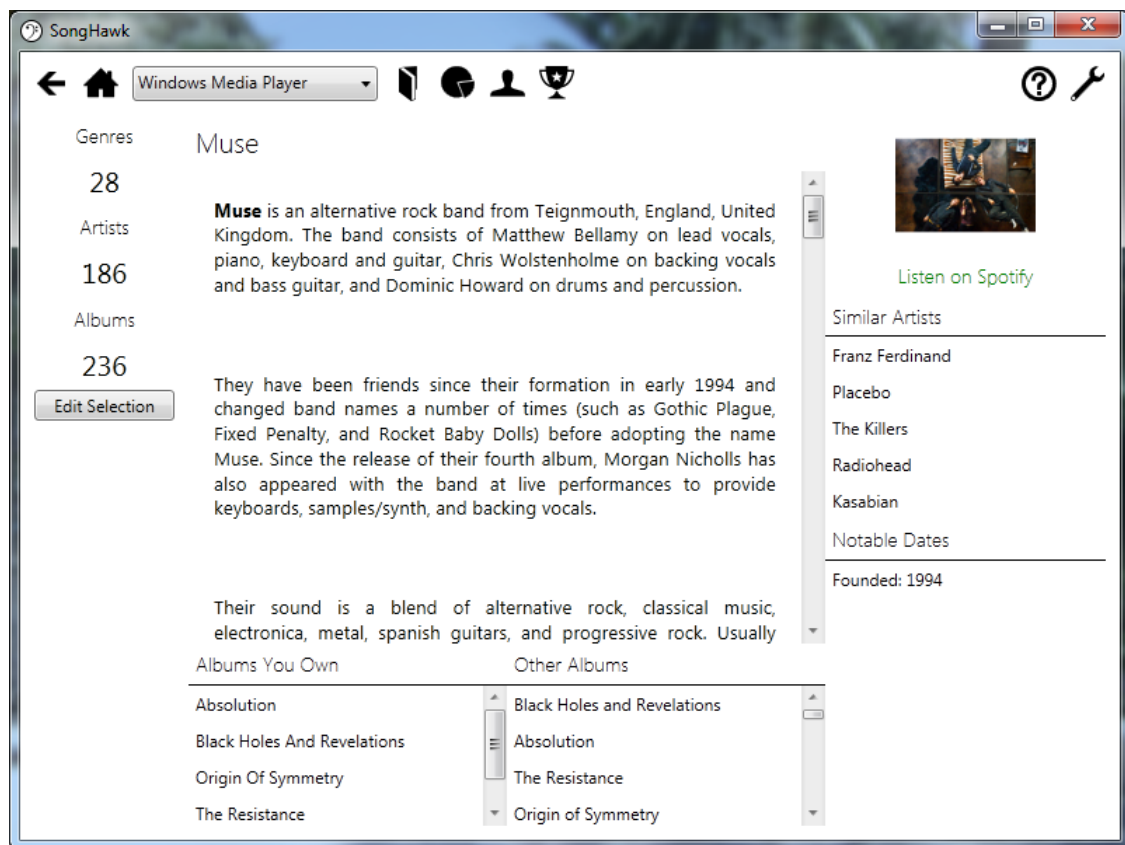 SongHawk
Windows Media Player
Genres
28
Artists
186
Albums
236
Edit Selection
Muse
Muse is an alternative rock band from Teignmouth, England, United
Kingdom. The band consists of Matthew Bellamy on lead vocals,
piano, keyboard and guitar, Chris Wolstenholme on backing vocals
and bass guitar, and Dominic Howard on drums and percussion.
They have been friends since their formation in early 1994 and
changed band names a number of times (such as Gothic Plague,
Fixed Penalty, and Rocket Baby Dolls) before adopting the name
Muse. Since the release of their fourth album, Morgan Nicholls has
also appeared with the band at live performances to provide
keyboards, samples/synth, and backing vocals.
Their sound is a blend of alternative rock, classical music,
electronica, metal, spanish guitars, and progressive rock. Usually
Albums You Own
Absolution
Black Holes And Revelations
Origin Of Symmetry
The Resistance
Other Albums
Black Holes and Revelations
Absolution
The Resistance
Origin of Symmetry
Listen on Spotify
Similar Artists
Franz Ferdinand
Placebo
The Killers
Radiohead
Kasabian
Notable Dates
Founded: 1994